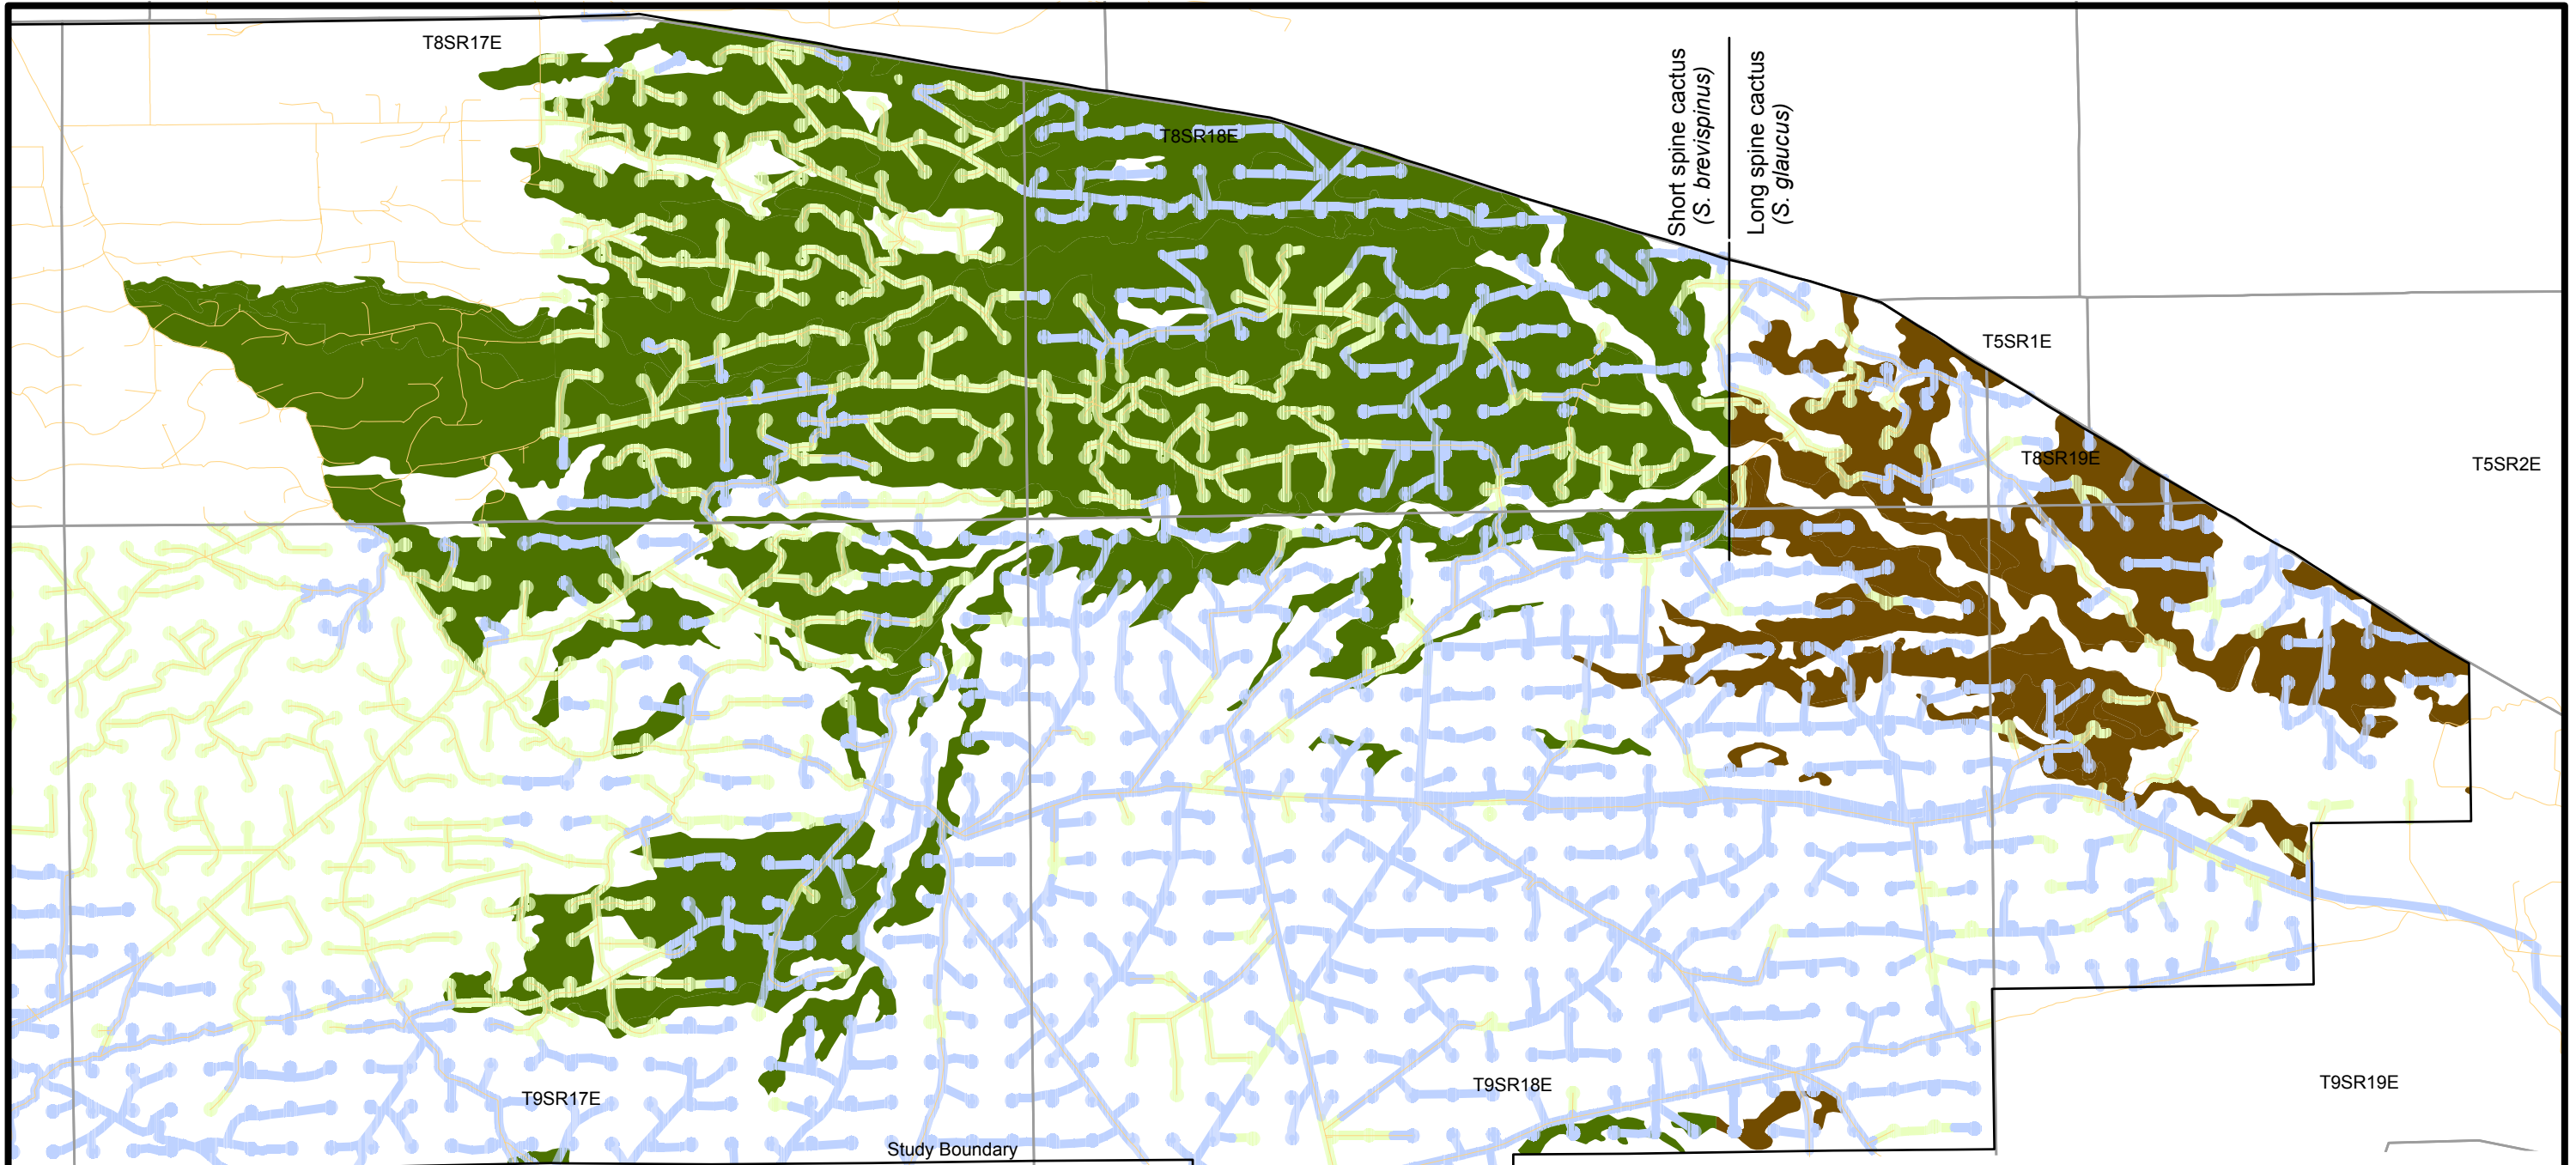 T8SR17E
T8SR18E
Short spine cactus
(S. brevispinus)
Long spine cactus
(S. glaucus)
T5SR1E
T8SR19E
T5SR2E
T9SR17E
T9SR18E
T9SR19E
Study Boundary